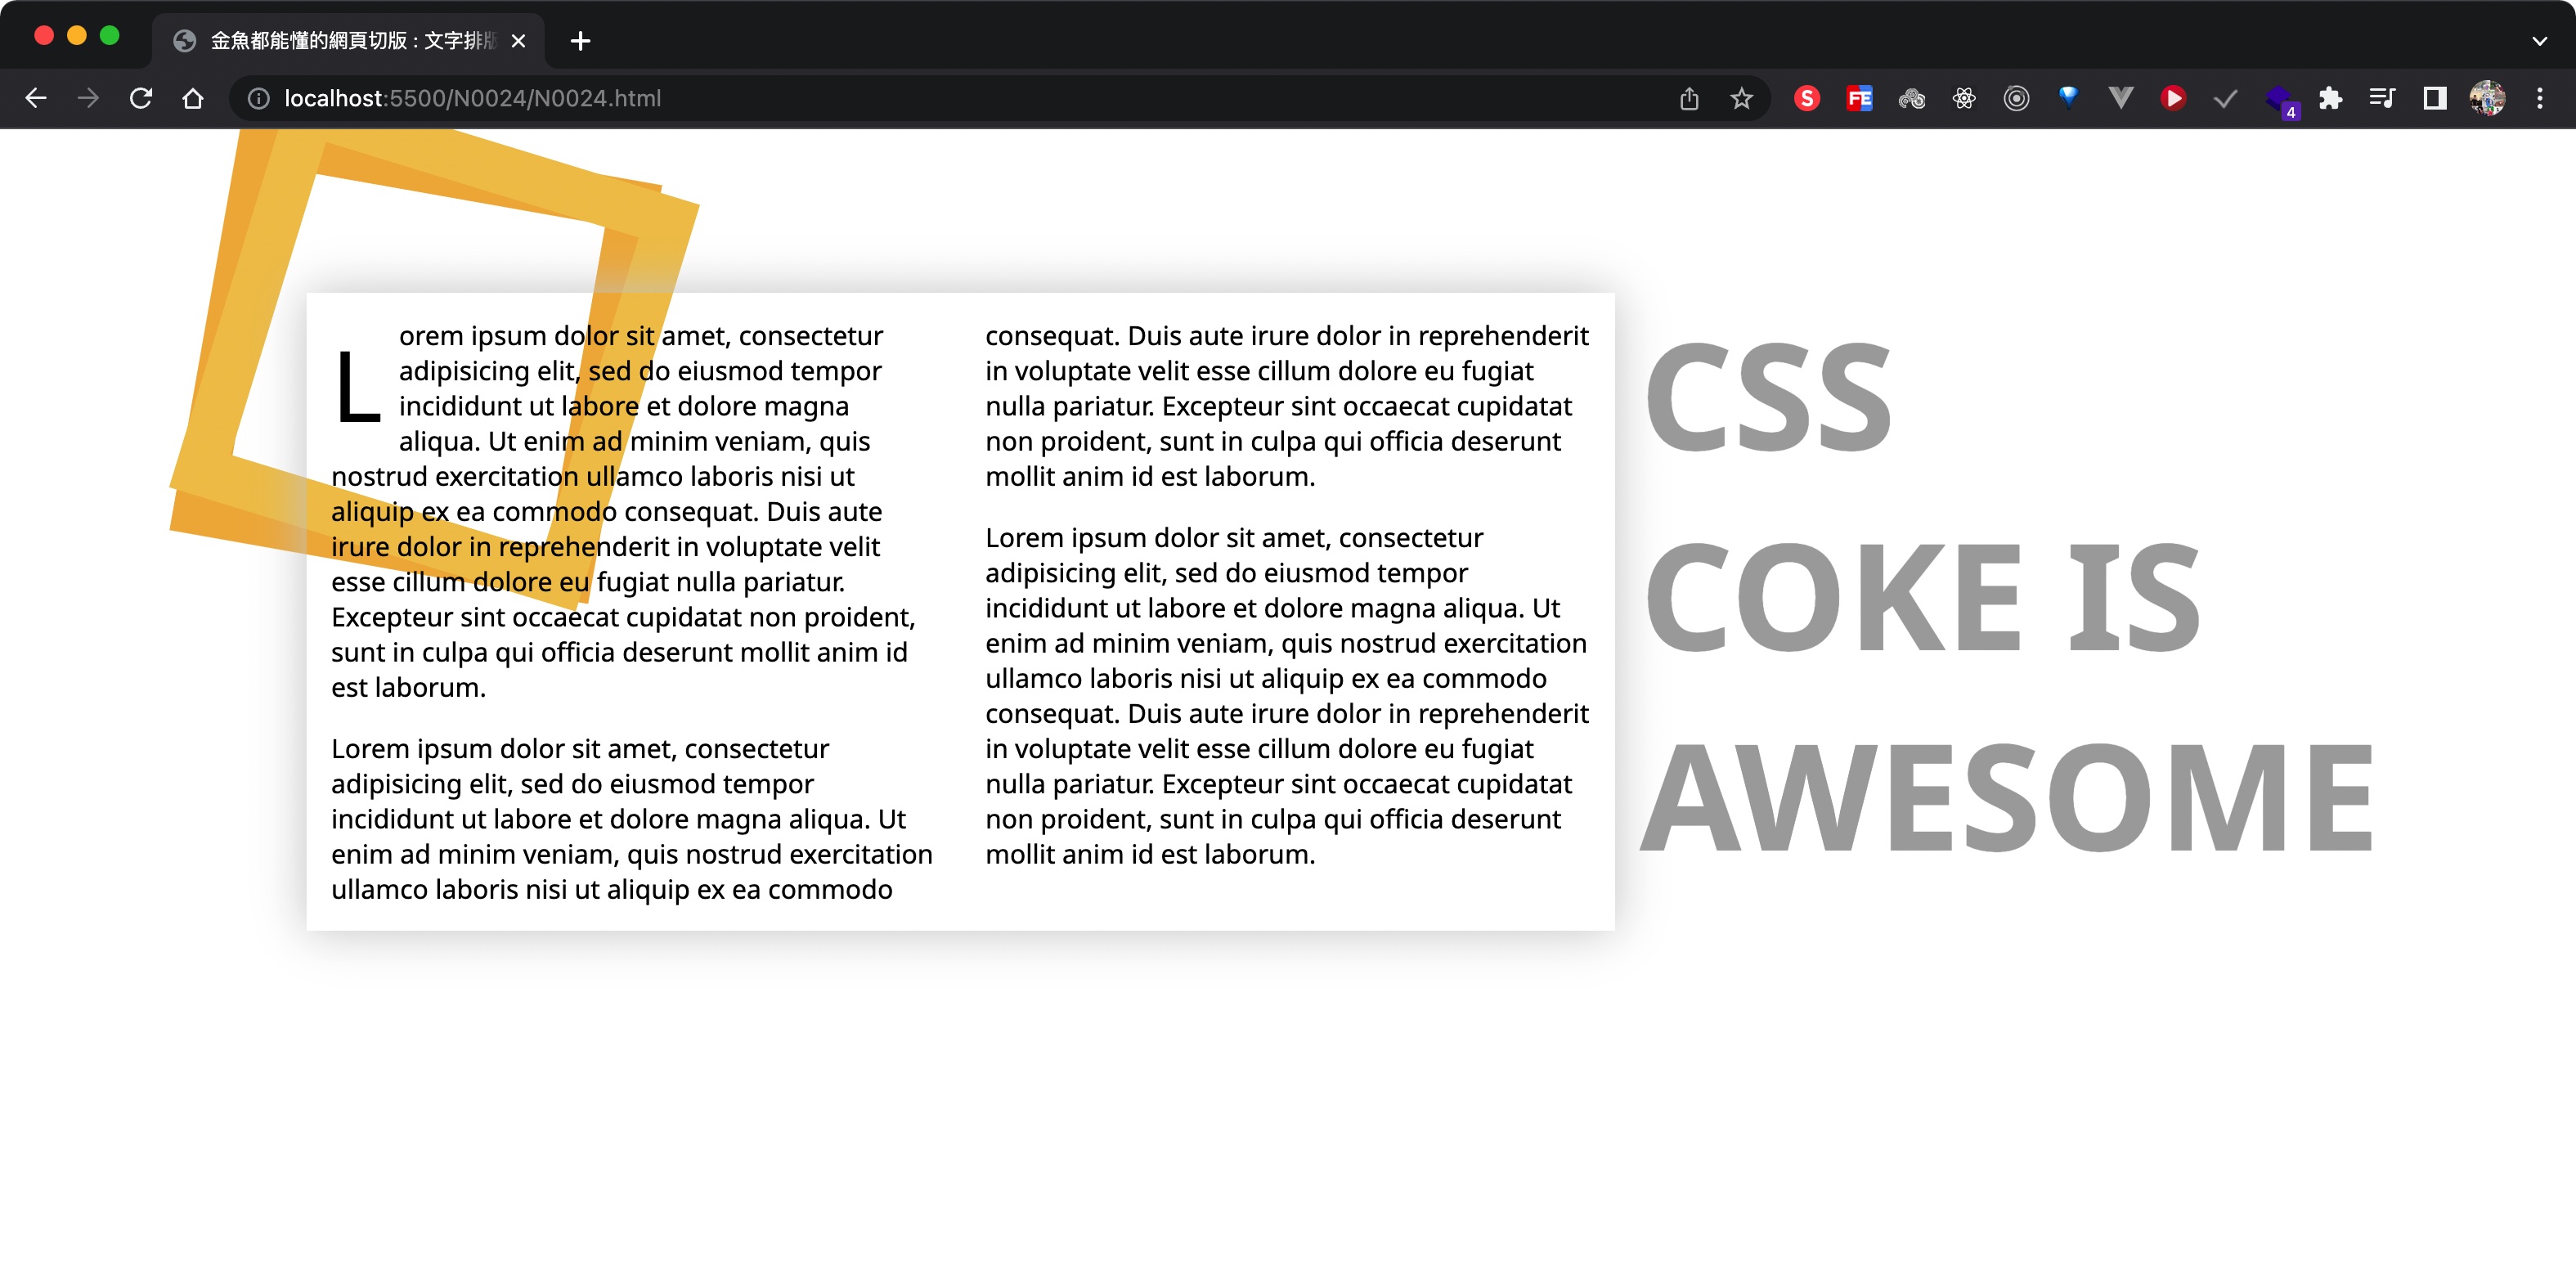 金魚都能懂的網頁切版 : 文字排版
localhost:5500/N0024/N0024.html
S
FE
4
Lorem ipsum dolor sit amet, consectetur
adipisicing elit, sed do eiusmod tempor
incididunt ut labore et dolore magna
aliqua. Ut enim ad minim veniam, quis
nostrud exercitation ullamco laboris nisi ut
aliquip ex ea commodo consequat. Duis aute
irure dolor in reprehenderit in voluptate velit
esse cillum dolore eu fugiat nulla pariatur.
Excepteur sint occaecat cupidatat non proident,
sunt in culpa qui officia deserunt mollit anim id
est laborum.
Lorem ipsum dolor sit amet, consectetur
adipisicing elit, sed do eiusmod tempor
incididunt ut labore et dolore magna aliqua. Ut
enim ad minim veniam, quis nostrud exercitation
ullamco laboris nisi ut aliquip ex ea commodo
consequat. Duis aute irure dolor in reprehenderit
in voluptate velit esse cillum dolore eu fugiat
nulla pariatur. Excepteur sint occaecat cupidatat
non proident, sunt in culpa qui officia deserunt
mollit anim id est laborum.
Lorem ipsum dolor sit amet, consectetur
adipisicing elit, sed do eiusmod tempor
incididunt ut labore et dolore magna aliqua. Ut
enim ad minim veniam, quis nostrud exercitation
ullamco laboris nisi ut aliquip ex ea commodo
consequat. Duis aute irure dolor in reprehenderit
in voluptate velit esse cillum dolore eu fugiat
nulla pariatur. Excepteur sint occaecat cupidatat
non proident, sunt in culpa qui officia deserunt
mollit anim id est laborum.
CSS
COKE IS
AWESOME